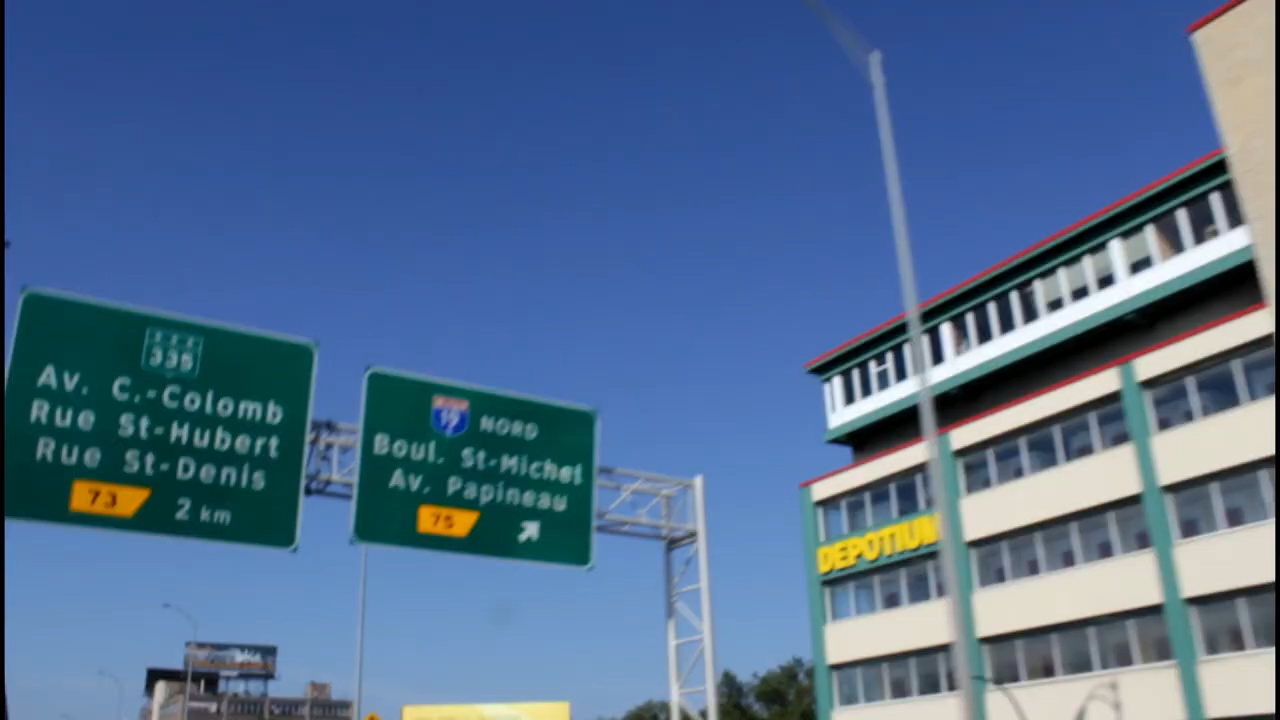 335
Av. C.-Colomb
Rue St-Hubert
Rue St-Denis
73 2 km
19 NORD
Boul. St-Michel
Av. Papineau
75
DEPOTIUM